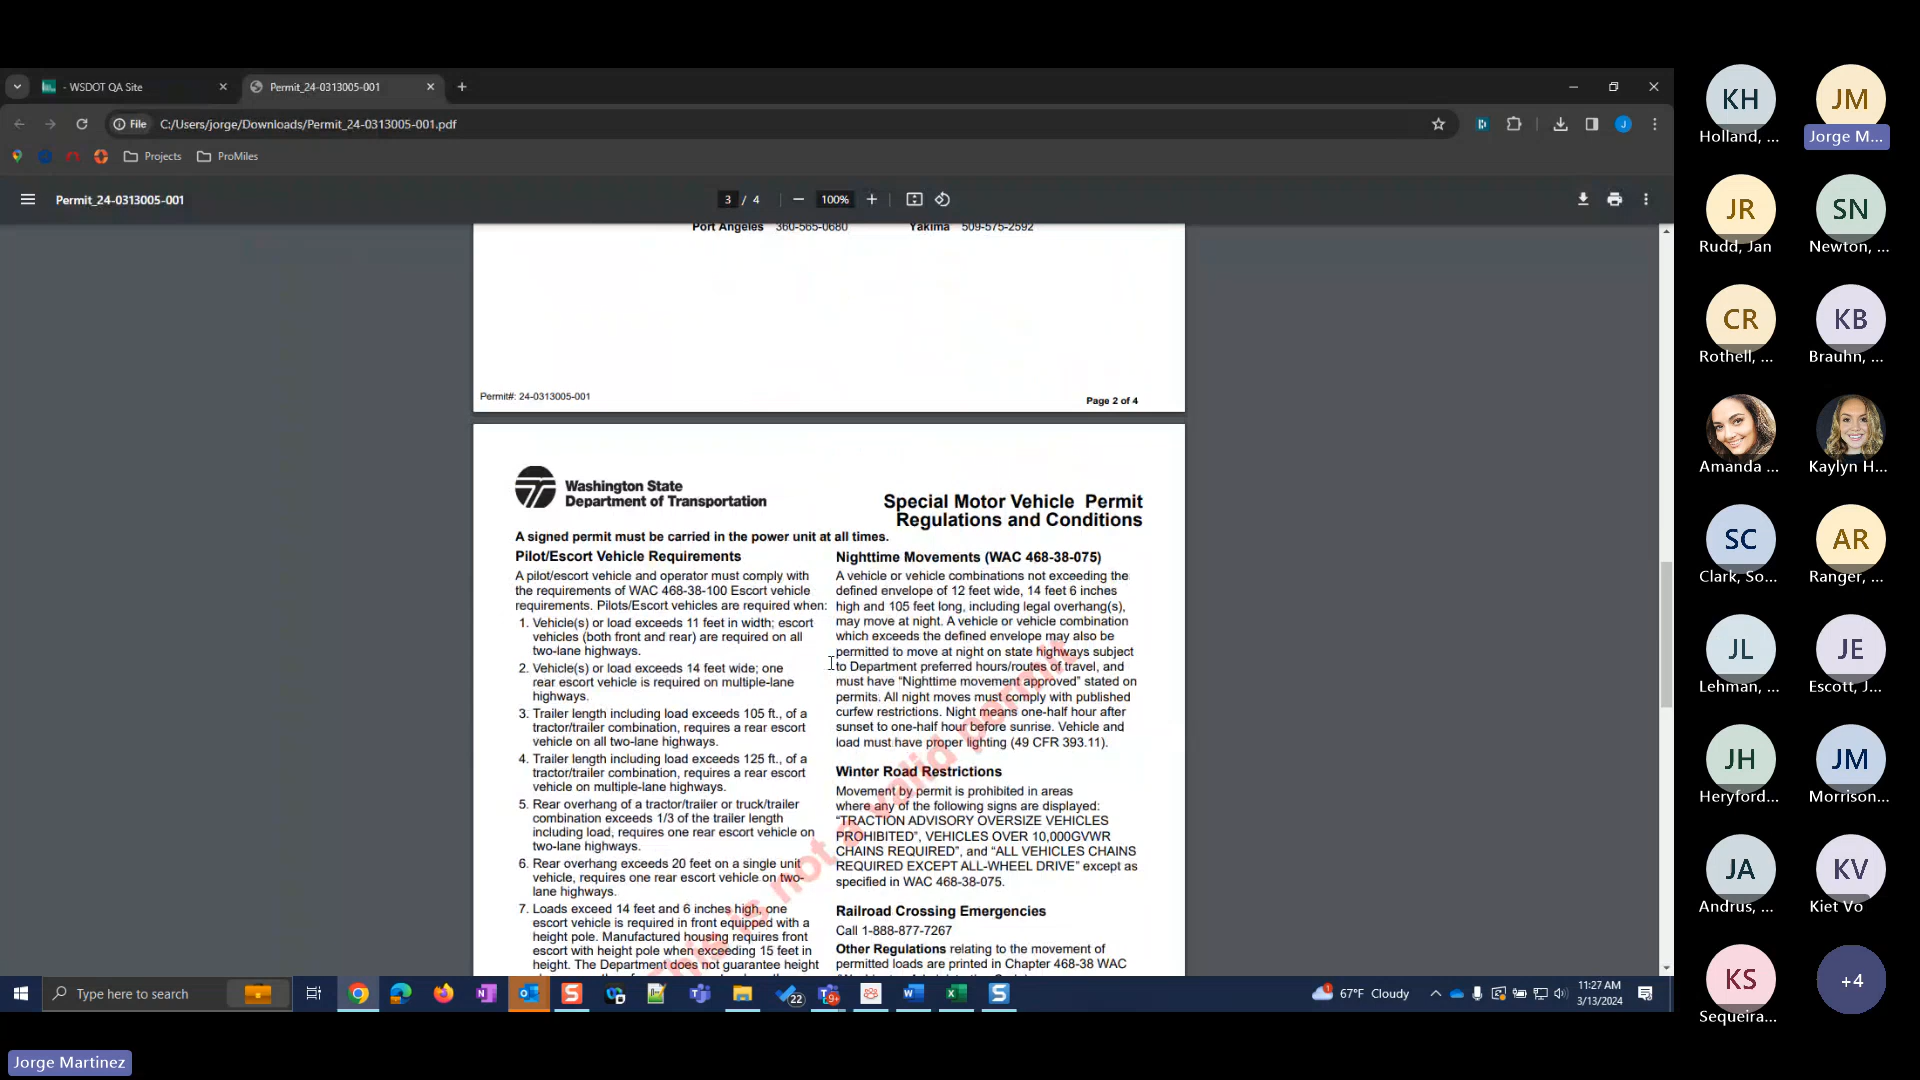 - WSDOT QA Site
Permit_24-0313005-001
File
C:/Users/jorge/Downloads/Permit_24-0313005-001.pdf
Projects
ProMiles
Permit_24-0313005-001
3 / 4
100%
Port Angeles 360-565-0680
Yakima 509-575-2592
Permit#: 24-0313005-001
Page 2 of 4
Washington State
Department of Transportation
Special Motor Vehicle Permit
Regulations and Conditions
A signed permit must be carried in the power unit at all times.
Pilot/Escort Vehicle Requirements
A pilot/escort vehicle and operator must comply with
the requirements of WAC 468-38-100 Escort vehicle
requirements. Pilots/Escort vehicles are required when:
1. Vehicle(s) or load exceeds 11 feet in width; escort
vehicles (both front and rear) are required on all
two-lane highways.
2. Vehicle(s) or load exceeds 14 feet wide; one
rear escort vehicle is required on multiple-lane
highways.
3. Trailer length including load exceeds 105 ft., of a
tractor/trailer combination, requires a rear escort
vehicle on all two-lane highways.
4. Trailer length including load exceeds 125 ft., of a
tractor/trailer combination, requires a rear escort
vehicle on multiple-lane highways.
5. Rear overhang of a tractor/trailer or truck/trailer
combination exceeds 1/3 of the trailer length
including load, requires one rear escort vehicle on
two-lane highways.
6. Rear overhang exceeds 20 feet on a single unit
vehicle, requires one rear escort vehicle on two-
lane highways.
7. Loads exceed 14 feet and 6 inches high, one
escort vehicle is required in front equipped with a
height pole. Manufactured housing requires front
escort with height pole when exceeding 15 feet in
height. The Department does not guarantee height
Nighttime Movements (WAC 468-38-075)
A vehicle or vehicle combinations not exceeding the
defined envelope of 12 feet wide, 14 feet 6 inches
high and 105 feet long, including legal overhang(s),
may move at night. A vehicle or vehicle combination
which exceeds the defined envelope may also be
permitted to move at night on state highways subject
to Department preferred hours/routes of travel, and
must have “Nighttime movement approved” stated on
permits. All night moves must comply with published
curfew restrictions. Night means one-half hour after
sunset to one-half hour before sunrise. Vehicle and
load must have proper lighting (49 CFR 393.11).
Winter Road Restrictions
Movement by permit is prohibited in areas
where any of the following signs are displayed:
“TRACTION ADVISORY OVERSIZE VEHICLES
PROHIBITED”, VEHICLES OVER 10,000GVWR
CHAINS REQUIRED”, and “ALL VEHICLES CHAINS
REQUIRED EXCEPT ALL-WHEEL DRIVE” except as
specified in WAC 468-38-075.
Railroad Crossing Emergencies
Call 1-888-877-7267
Other Regulations relating to the movement of
permitted loads are printed in Chapter 468-38 WAC
This is not a valid permit
Type here to search
22
9+
67°F Cloudy
11:27 AM
3/13/2024
Jorge Martinez
KH
Holland, ...
JM
Jorge M...
JR
Rudd, Jan
SN
Newton, ...
CR
Rothell, ...
KB
Brauhn, ...
Amanda ...
Kaylyn H...
SC
Clark, So...
AR
Ranger, ...
JL
Lehman, ...
JE
Escott, J...
JH
Heryford...
JM
Morrison...
JA
Andrus, ...
KV
Kiet Vo
KS
Sequeira...
+4